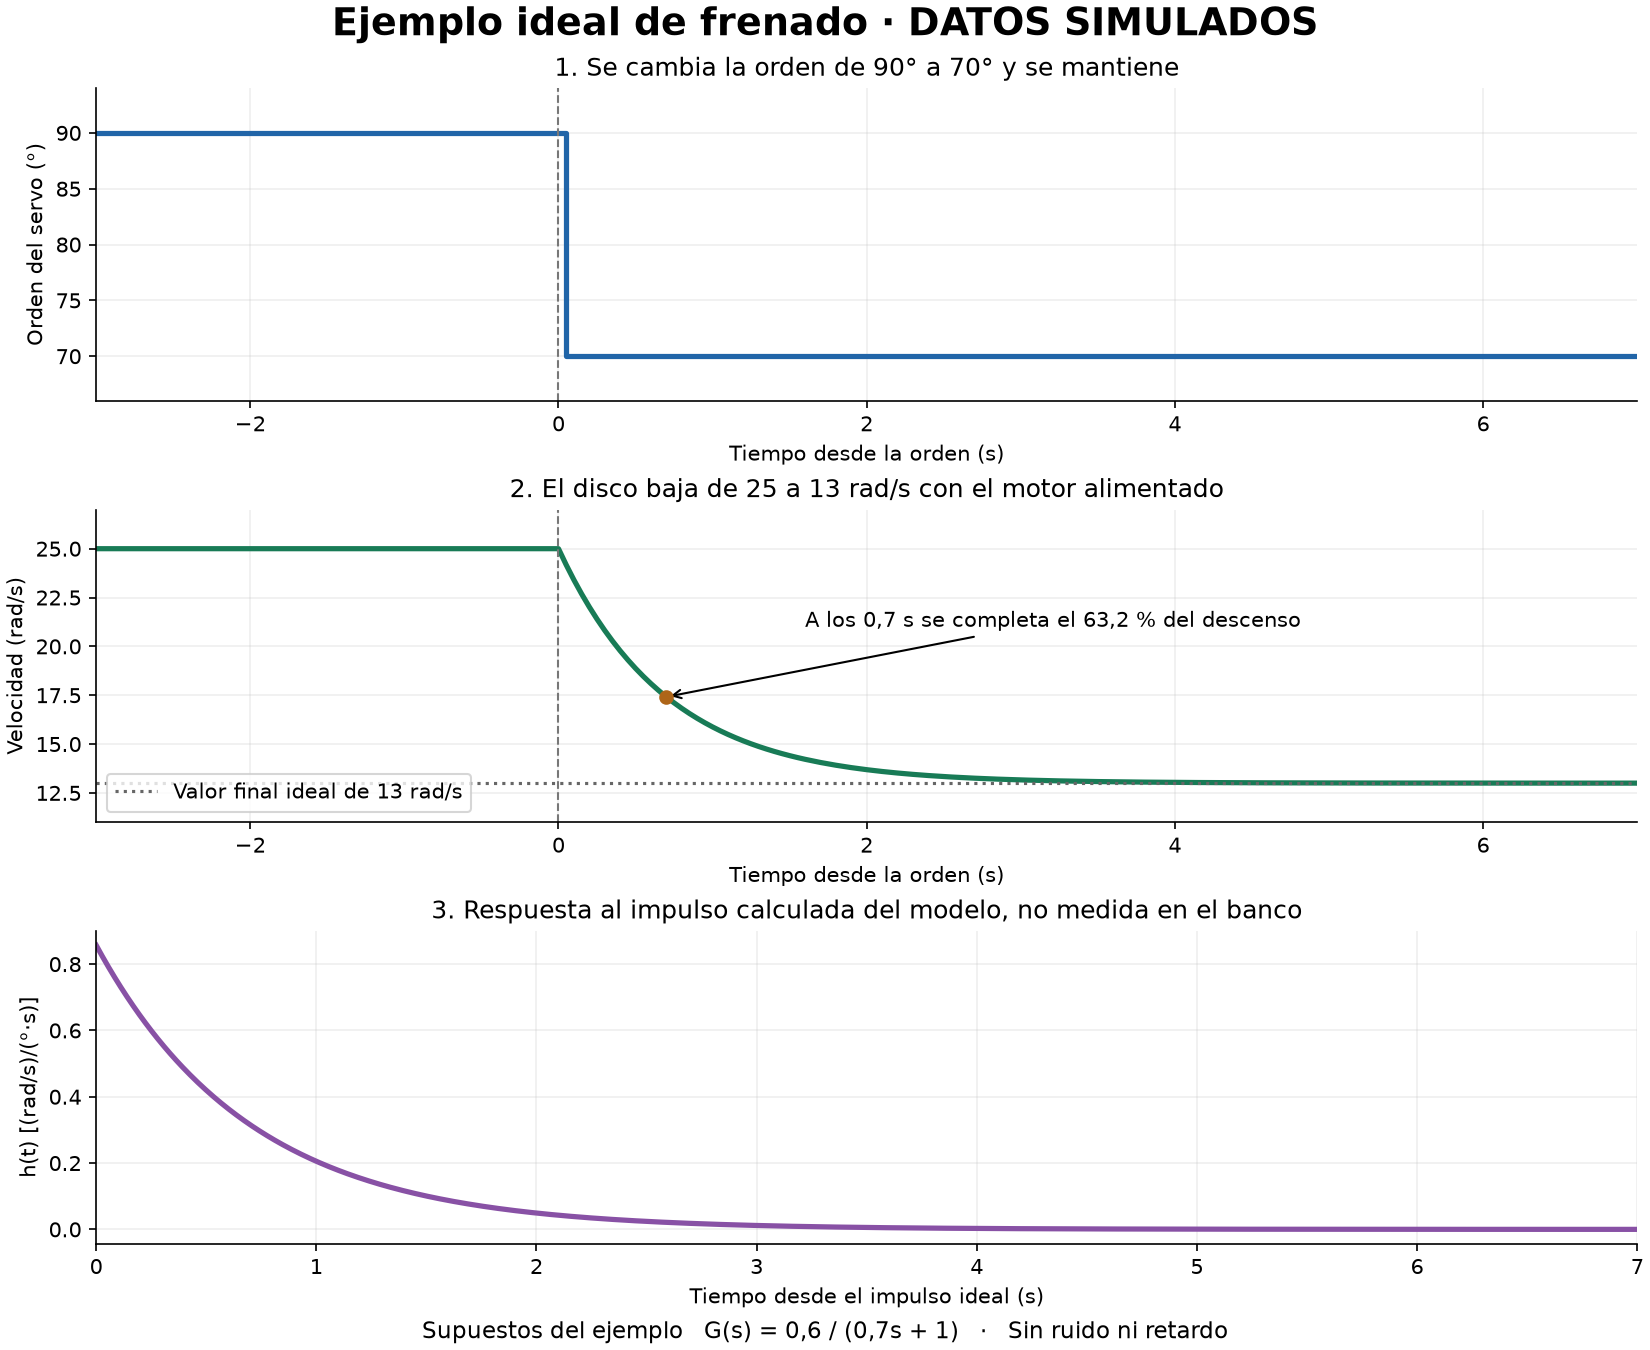 Ejemplo ideal de frenado · DATOS SIMULADOS
1. Se cambia la orden de 90° a 70° y se mantiene
Orden del servo (°)
90
85
80
75
70
−2
0
2
4
6
Tiempo desde la orden (s)
2. El disco baja de 25 a 13 rad/s con el motor alimentado
Velocidad (rad/s)
25.0
22.5
20.0
17.5
15.0
12.5
A los 0,7 s se completa el 63,2 % del descenso
Valor final ideal de 13 rad/s
−2
0
2
4
6
Tiempo desde la orden (s)
3. Respuesta al impulso calculada del modelo, no medida en el banco
h(t) [(rad/s)/(°·s)]
0.8
0.6
0.4
0.2
0.0
0
1
2
3
4
5
6
7
Tiempo desde el impulso ideal (s)
Supuestos del ejemplo G(s) = 0,6 / (0,7s + 1) · Sin ruido ni retardo